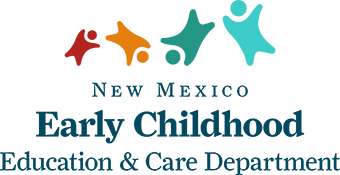 New Mexico
Early Childhood
Education & Care Department